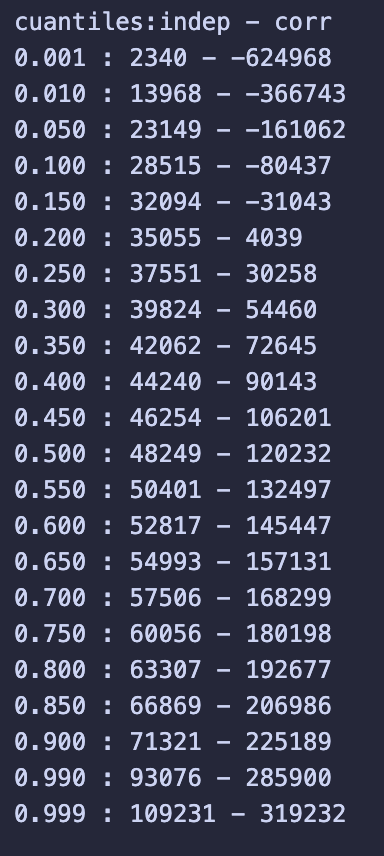 cuantiles:indep - corr
0.001 : 2340 - -624968
0.010 : 13968 - -366743
0.050 : 23149 - -161062
0.100 : 28515 - -80437
0.150 : 32094 - -31043
0.200 : 35055 - 4039
0.250 : 37551 - 30258
0.300 : 39824 - 54460
0.350 : 42062 - 72645
0.400 : 44240 - 90143
0.450 : 46254 - 106201
0.500 : 48249 - 120232
0.550 : 50401 - 132497
0.600 : 52817 - 145447
0.650 : 54993 - 157131
0.700 : 57506 - 168299
0.750 : 60056 - 180198
0.800 : 63307 - 192677
0.850 : 66869 - 206986
0.900 : 71321 - 225189
0.990 : 93076 - 285900
0.999 : 109231 - 319232